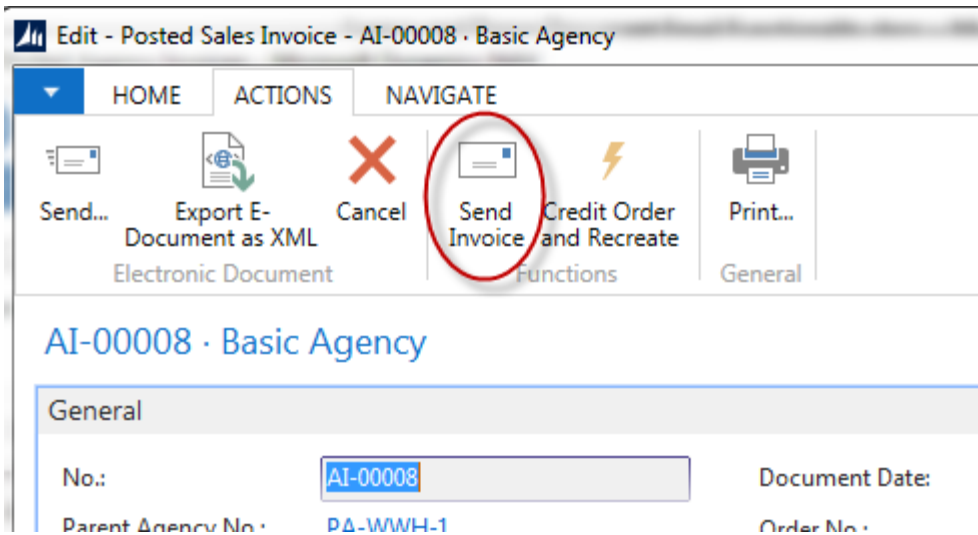 Edit - Posted Sales Invoice - AI-00008 · Basic Agency
HOME ACTIONS NAVIGATE
Send... Export E- Cancel Send Credit Order Print...
Document as XML Invoice and Recreate
Electronic Document Functions General
AI-00008 · Basic Agency
General
No.: AI-00008 Document Date:
Parent Agency No.: PA-WWH-1 Order No.: